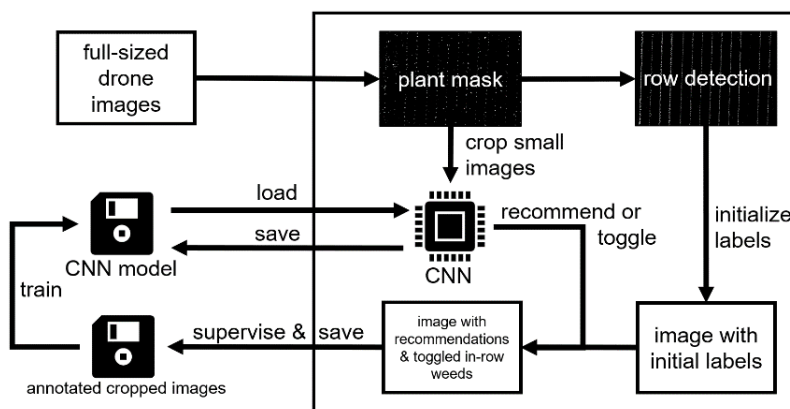 full-sized
drone
images
plant mask
row detection
crop small
images
load
save
CNN model
CNN
recommend or
toggle
initialize
labels
train
supervise & save
image with
recommendations
& toggled in-row
weeds
image with
initial labels
annotated cropped images